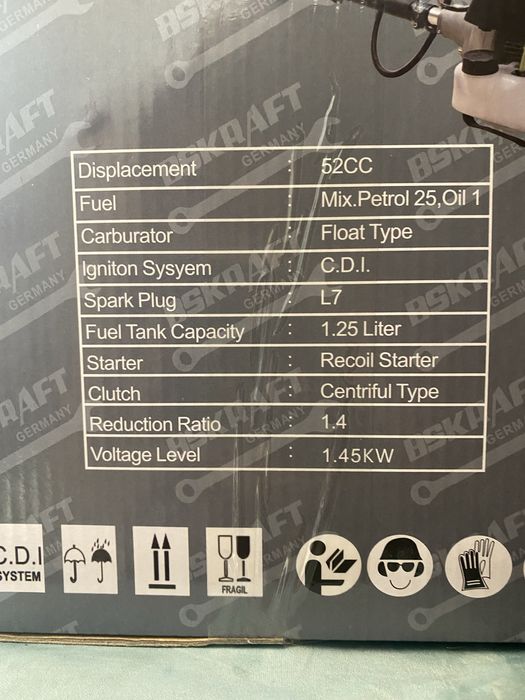 BSKRAFT
GERMANY
Displacement : 52CC
Fuel : Mix.Petrol 25,Oil 1
Carburator : Float Type
Igniton Sysyem : C.D.I.
Spark Plug : L7
Fuel Tank Capacity : 1.25 Liter
Starter : Recoil Starter
Clutch : Centriful Type
Reduction Ratio : 1.4
Voltage Level : 1.45KW
C.D.I
SYSTEM
FRAGIL